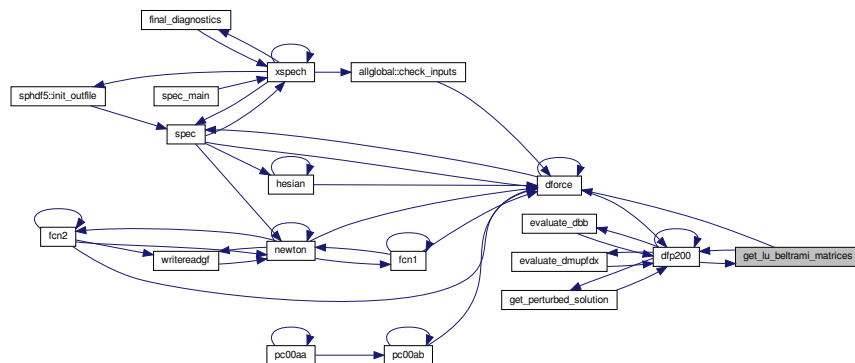 final_diagnostics
xspech
allglobal::check_inputs
sphdf5::init_outfile
spec_main
spec
hesian
dforce
evaluate_dbb
fcn2
newton
writereadgf
fcn1
evaluate_dmupfdx
dfp200
get_lu_beltrami_matrices
get_perturbed_solution
pc00aa
pc00ab